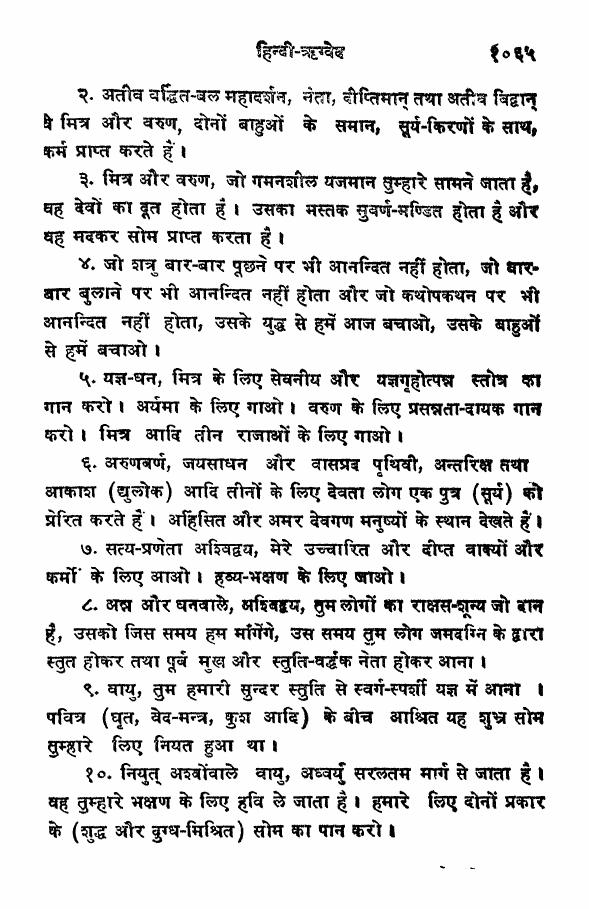 हिन्दी-ऋग्वेद १०६५
२. अतीव वर्द्धित-बल महादर्शन, नेता, दीप्तिमान् तथा अतीव विद्वान्
वे मित्र और वरुण, दोनों बाहुओं के समान, सूर्य-किरणों के साथ,
कर्म प्राप्त करते हैं।
३. मित्र और वरुण, जो गमनशील यजमान तुम्हारे सामने जाता है,
वह देवों का दूत होता है। उसका मस्तक सुवर्ण-मण्डित होता है और
वह मदकर सोम प्राप्त करता है।
४. जो शत्रु बार-बार पूछने पर भी आनन्दित नहीं होता, जो बार-
बार बुलाने पर भी आनन्दित नहीं होता और जो कथोपकथन पर भी
आनन्दित नहीं होता, उसके युद्ध से हमें आज बचाओ, उसके बाहुओं
से हमें बचाओ।
५. यज्ञ-धन, मित्र के लिए सेवनीय और यज्ञगृहोत्पन्न स्तोत्र का
गान करो। अर्यमा के लिए गाओ। वरुण के लिए प्रसन्नता-दायक गान
करो। मित्र आदि तीन राजाओं के लिए गाओ।
६. अरुणवर्ण, जयसाधन और वासप्रद पृथिवी, अन्तरिक्ष तथा
आकाश (द्युलोक) आदि तीनों के लिए देवता लोग एक पुत्र (सूर्य) को
प्रेरित करते हैं। अहिंसित और अमर देवगण मनुष्यों के स्थान देखते हैं।
७. सत्य-प्रणेता अश्विद्वय, मेरे उच्चारित और दीप्त वाक्यों और
कर्मों के लिए आओ। हव्य-भक्षण के लिए जाओ।
८. अन्न और धनवाले, अश्विद्वय, तुम लोगों का राक्षस-शून्य जो दान
है, उसको जिस समय हम माँगेंगे, उस समय तुम लोग जमदग्नि के द्वारा
स्तुत होकर तथा पूर्व मुख और स्तुति-वर्द्धक नेता होकर आना।
९. वायु, तुम हमारी सुन्दर स्तुति से स्वर्ग-स्पर्शी यज्ञ में आना ।
पवित्र (घृत, वेद-मन्त्र, कुश आदि) के बीच आश्रित यह शुभ्र सोम
तुम्हारे लिए नियत हुआ था।
१०. नियुत् अश्वोंवाले वायु, अध्वर्यु सरलतम मार्ग से जाता है।
वह तुम्हारे भक्षण के लिए हवि ले जाता है। हमारे लिए दोनों प्रकार
के (शुद्ध और दुग्ध-मिश्रित) सोम का पान करो।